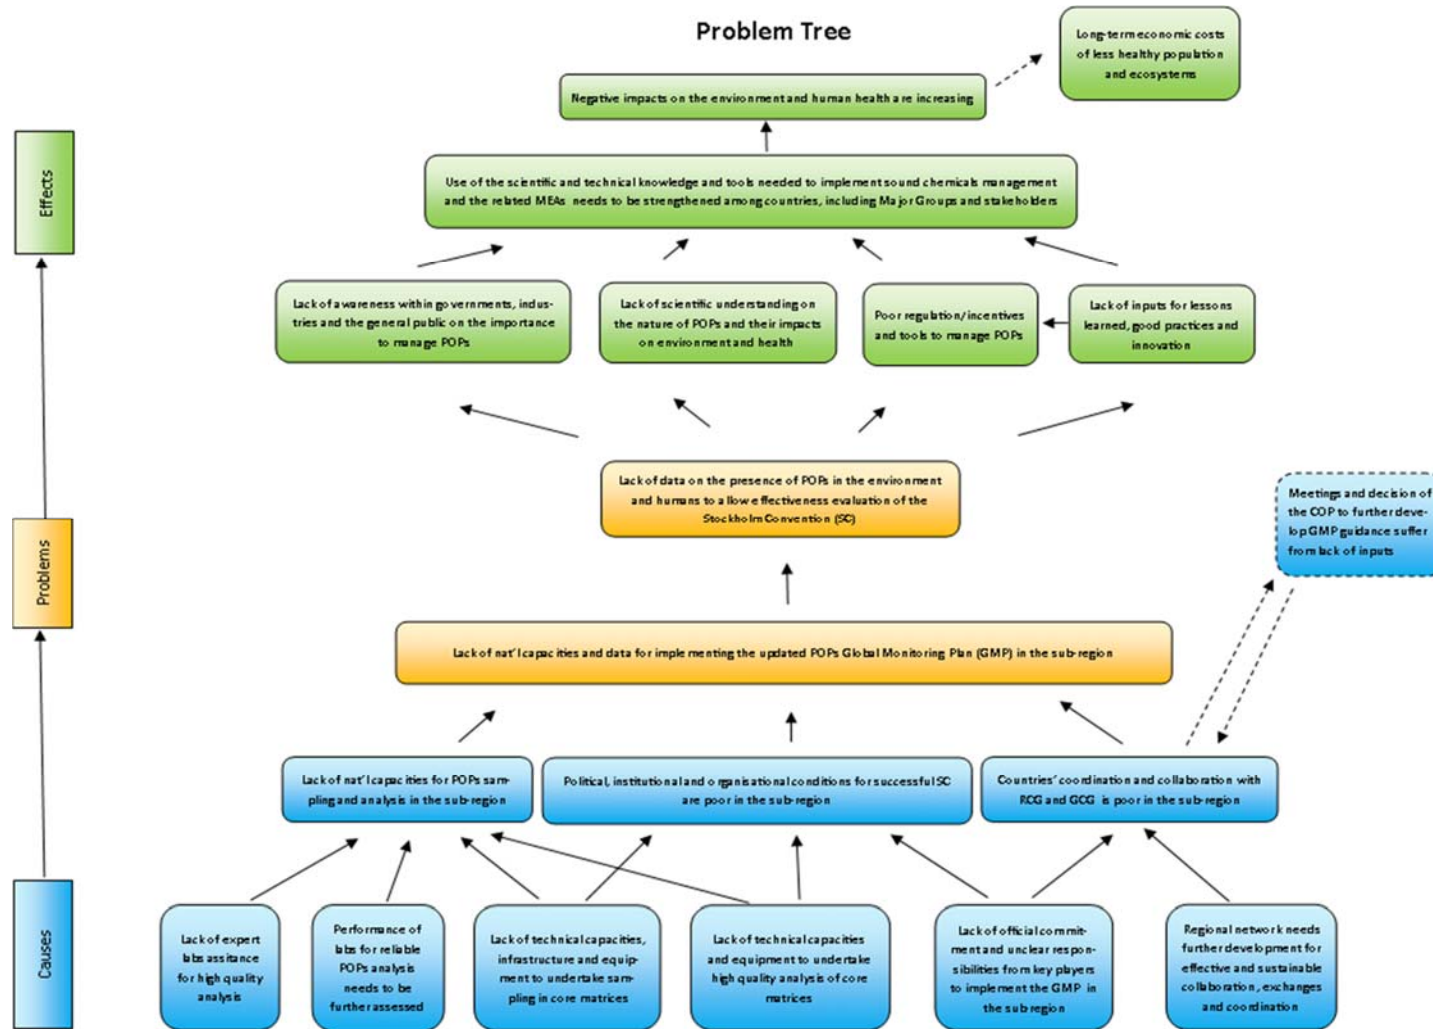 Problem Tree
Long-term economic costs
of less healthy population
and ecosystems
Negative impacts on the environment and human health are increasing
Effects
Use of the scientific and technical knowledge and tools needed to implement sound chemicals management
and the related MEAs needs to be strengthened among countries, including Major Groups and stakeholders
Lack of awareness within governments, indus-
tries and the general public on the importance
to manage POPs
Lack of scientific understanding on
the nature of POPs and their impacts
on environment and health
Poor regulation/incentives
and tools to manage POPs
Lack of inputs for lessons
learned, good practices and
innovation
Problems
Lack of data on the presence of POPs in the environment
and humans to allow effectiveness evaluation of the
Stockholm Convention (SC)
Meetings and decision of
the COP to further deve-
lop GMP guidance suffer
from lack of inputs
Lack of nat'l capacities and data for implementing the updated POPs Global Monitoring Plan (GMP) in the sub-region
Lack of nat'l capacities for POPs sam-
pling and analysis in the sub-region
Political, institutional and organisational conditions for successful SC
are poor in the sub-region
Countries' coordination and collaboration with
RCG and GCG is poor in the sub-region
Causes
Lack of expert
labs assitance
for high quality
analysis
Performance of
labs for reliable
POPs analysis
needs to be
further assessed
Lack of technical capacities,
infrastructure and equip-
ment to undertake sam-
pling in core matrices
Lack of technical capacities
and equipment to undertake
high quality analysis of core
matrices
Lack of official commit-
ment and unclear respon-
sibilities from key players
to implement the GMP in
the sub-region
Regional network needs
further development for
effective and sustainable
collaboration, exchanges
and coordination